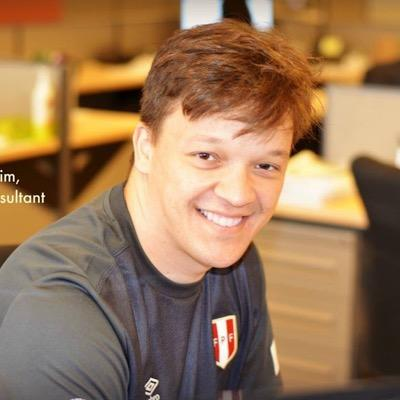 im,
sultant
FPF